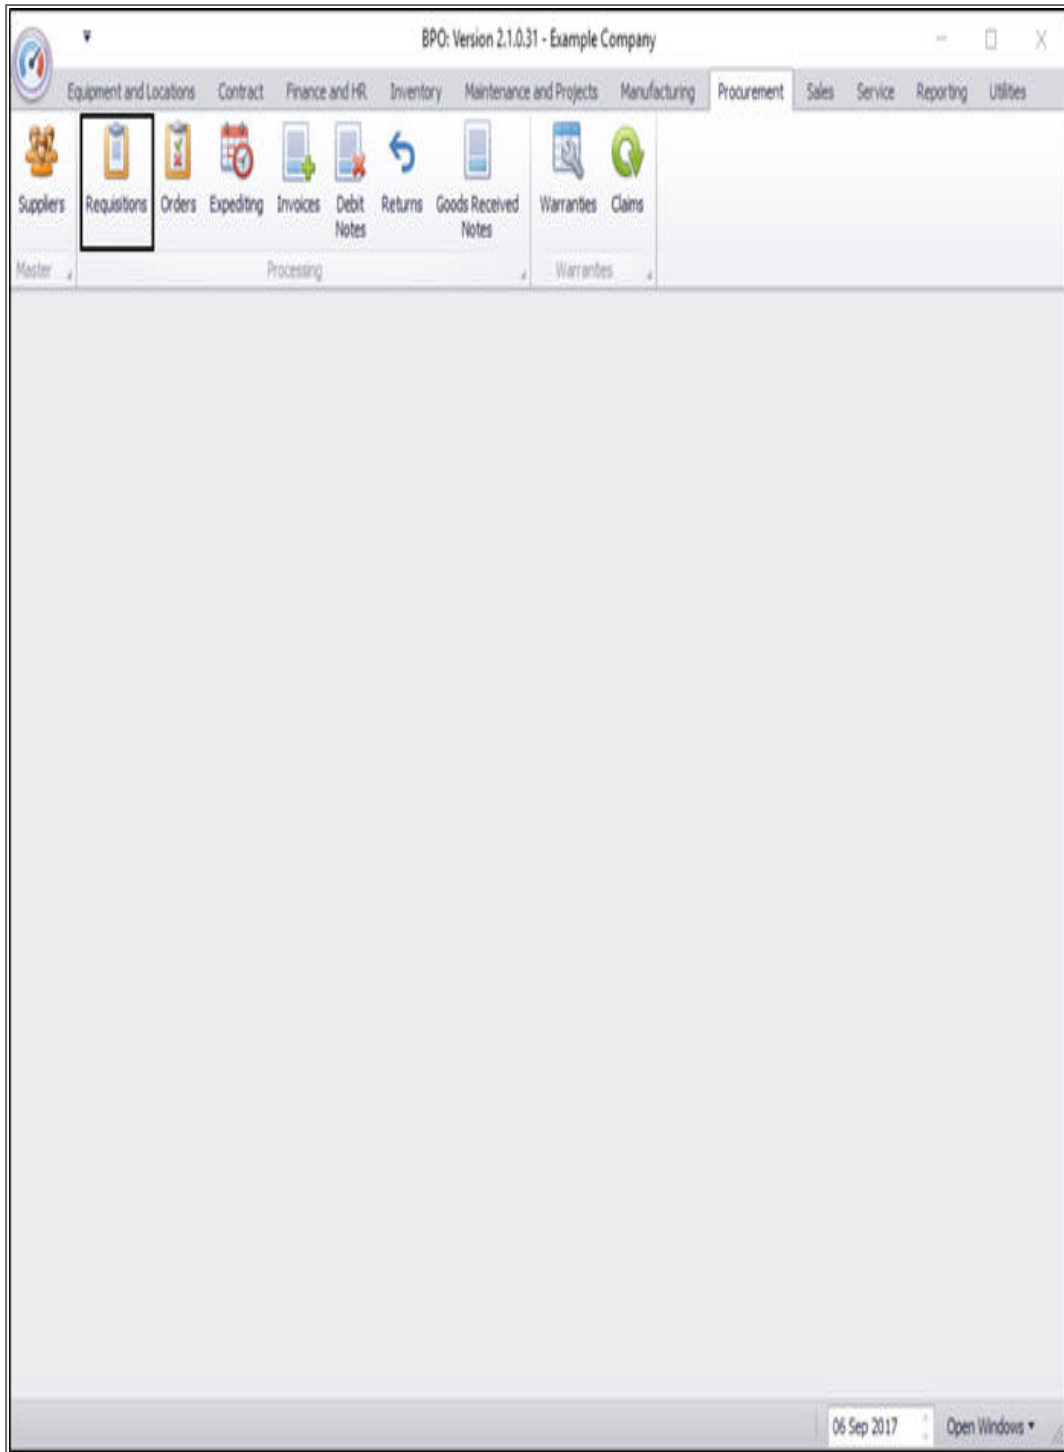 BPO: Version 2.1.0.31 - Example Company
Equipment and Locations Contract Finance and HR Inventory Maintenance and Projects Manufacturing Procurement Sales Service Reporting Utilities
Suppliers Requisitions Orders Expediting Invoices Debit Notes Returns Goods Received Notes Warranties Claims
Master Processing Warranties
06 Sep 2017 Open Windows